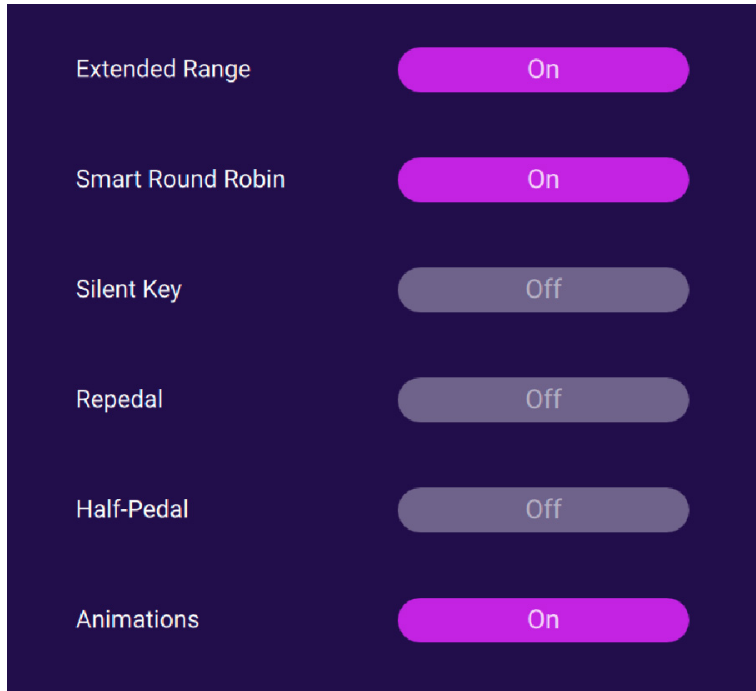 Extended Range On
Smart Round Robin On
Silent Key Off
Repedal Off
Half-Pedal Off
Animations On